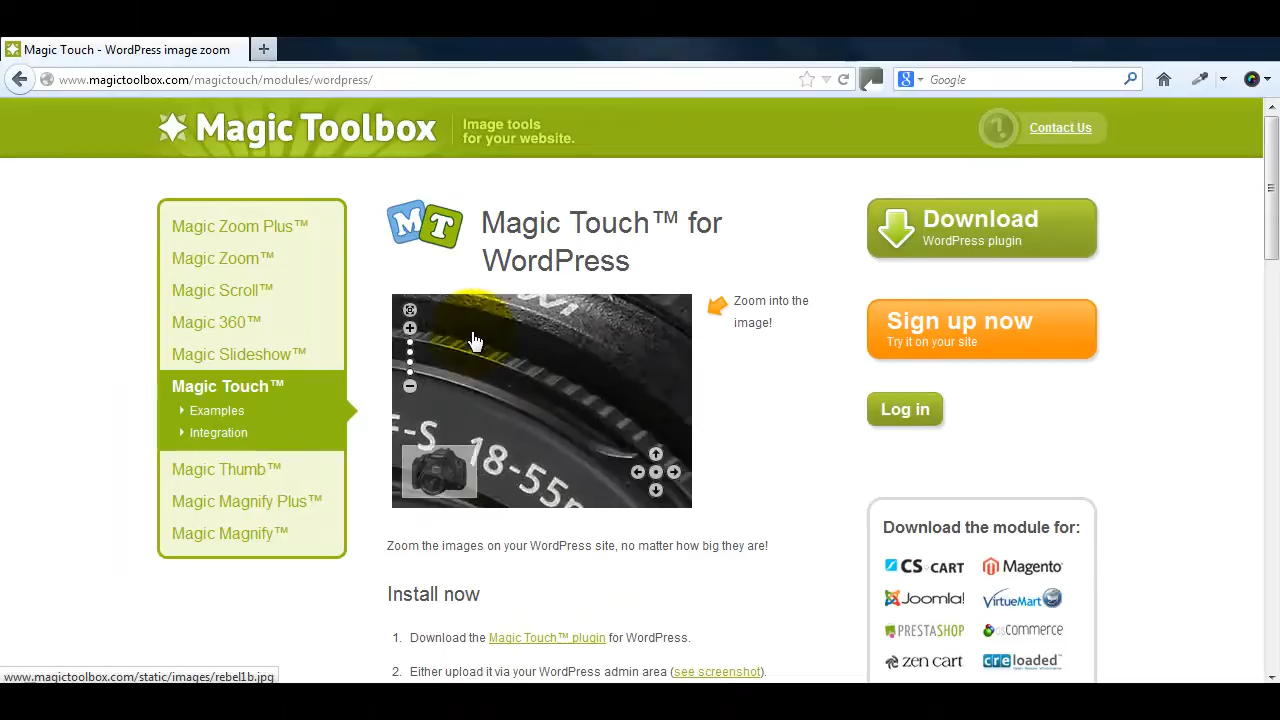 Magic Touch - WordPress image zoom
www.magictoolbox.com/magictouch/modules/wordpress/
Google
Magic Toolbox
Image tools
for your website.
Contact Us
Magic Zoom Plus™
Magic Zoom™
Magic Scroll™
Magic 360™
Magic Slideshow™
Magic Touch™
Examples
Integration
Magic Thumb™
Magic Magnify Plus™
Magic Magnify™
MT
Magic Touch™ for
WordPress
Zoom into the
image!
18-55m
Zoom the images on your WordPress site, no matter how big they are!
Install now
1. Download the Magic Touch™ plugin for WordPress.
2. Either upload it via your WordPress admin area (see screenshot).
Download
WordPress plugin
Sign up now
Try it on your site
Log in
Download the module for:
CS-CART
Magento
Joomla!
VirtueMart
PRESTASHOP
osCommerce
zen cart
creloaded
www.magictoolbox.com/static/images/rebel1b.jpg